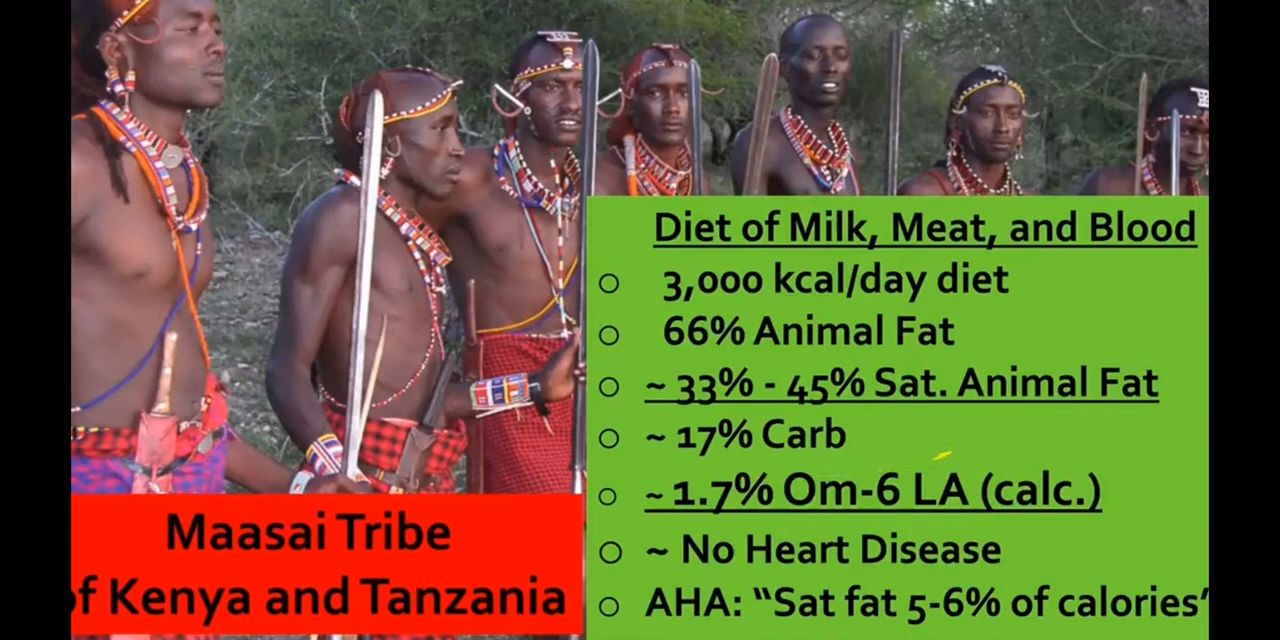 Diet of Milk, Meat, and Blood
o 3,000 kcal/day diet
o 66% Animal Fat
o ~ 33% - 45% Sat. Animal Fat
o ~ 17% Carb
o ~ 1.7% Om-6 LA (calc.)
o ~ No Heart Disease
o AHA: “Sat fat 5-6% of calories”
Maasai Tribe
of Kenya and Tanzania